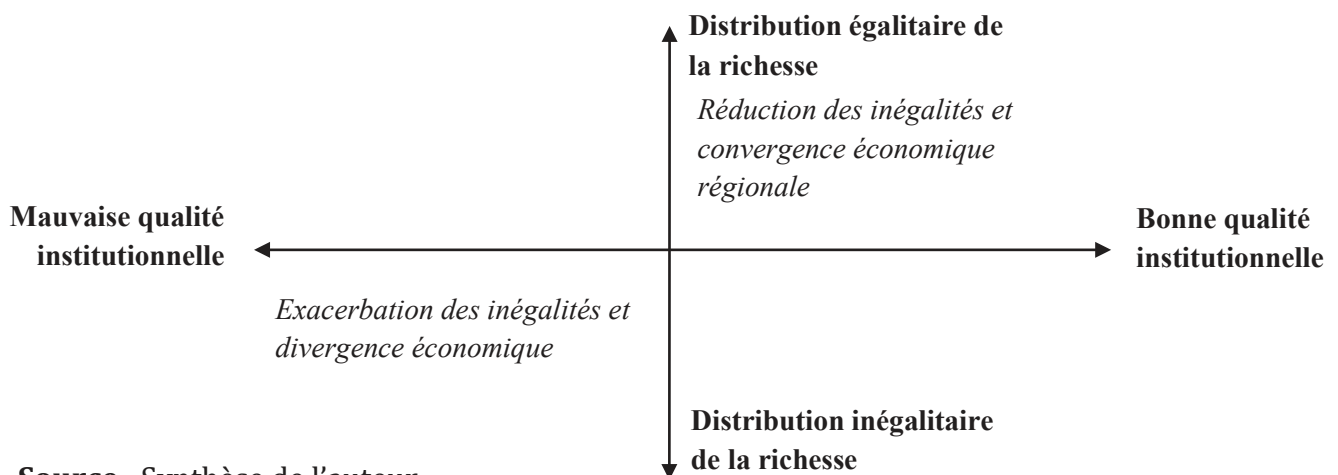 Distribution égalitaire de
la richesse
Réduction des inégalités et
convergence économique
régionale
Mauvaise qualité
institutionnelle
Bonne qualité
institutionnelle
Exacerbation des inégalités et
divergence économique
Distribution inégalitaire
de la richesse
Source Synthèse de l'auteur